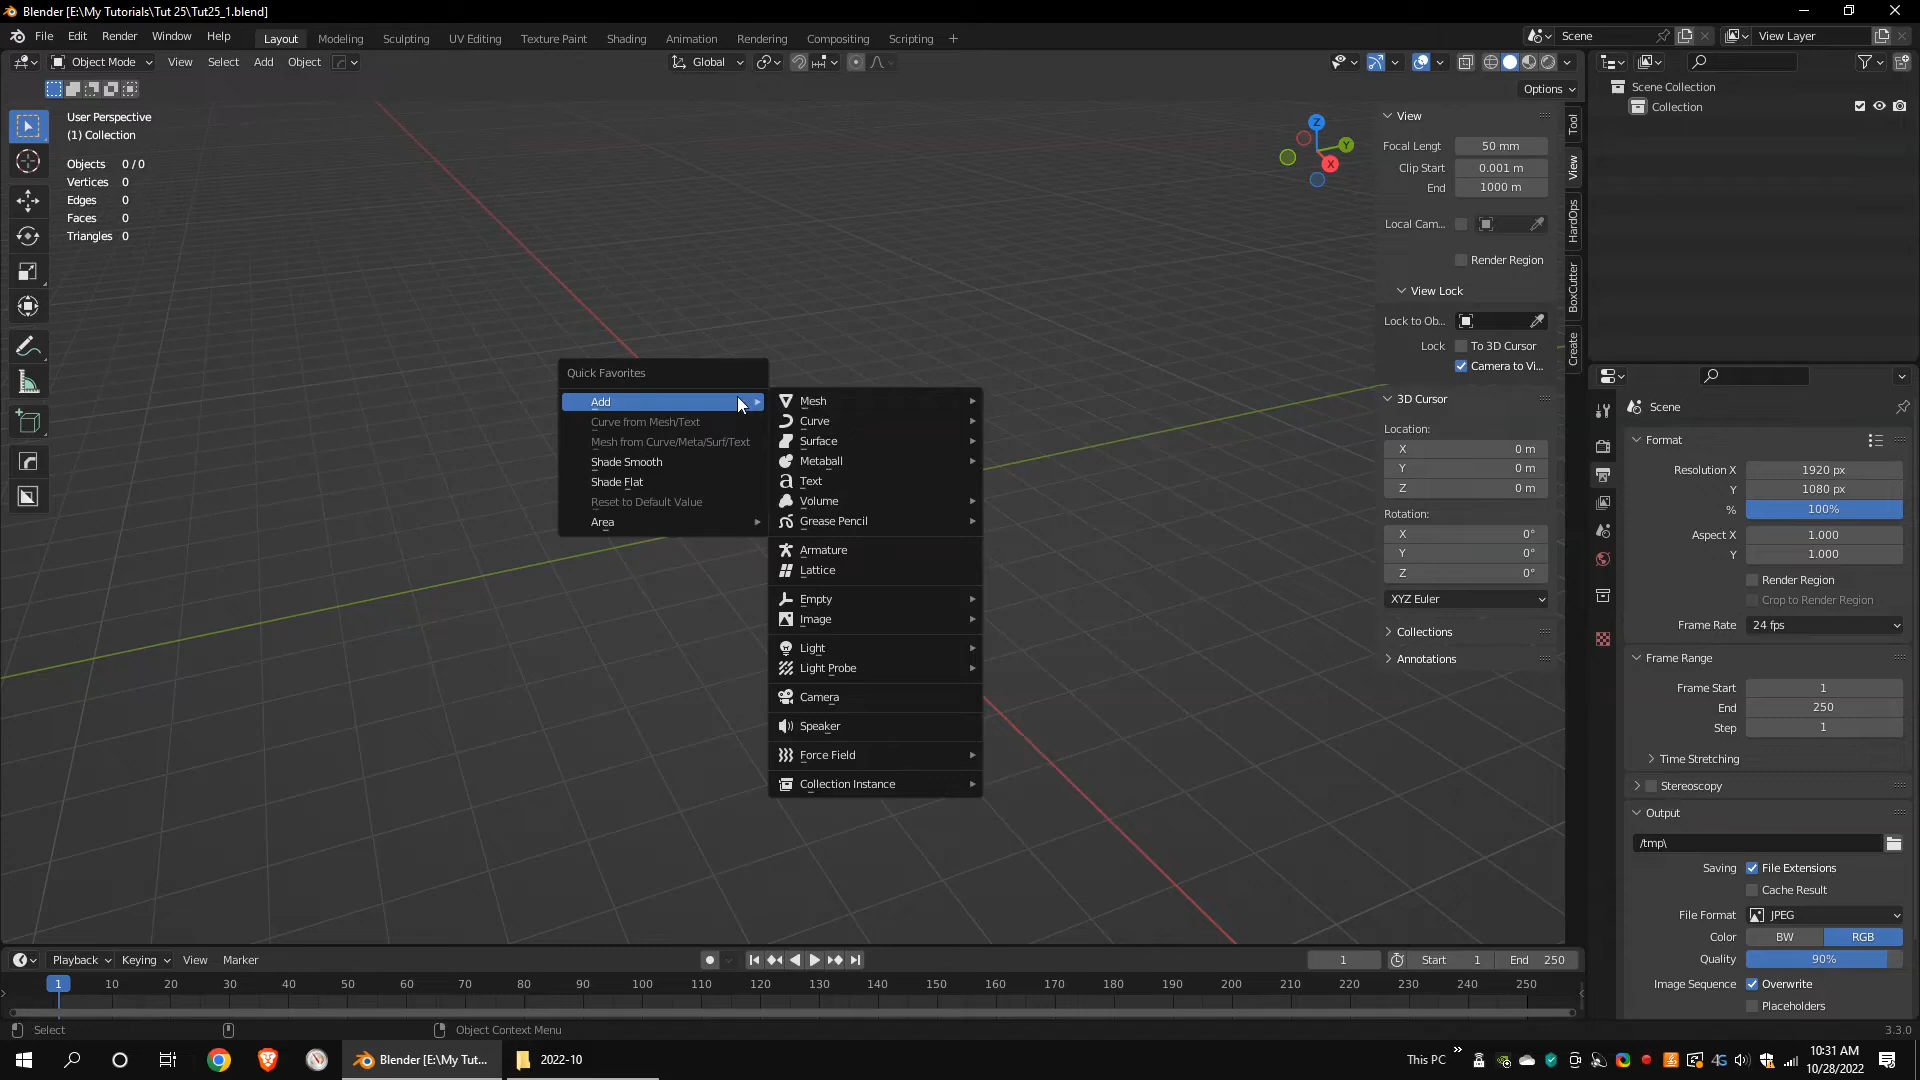 Blender [E:\My Tutorials\Tut 25\Tut25_1.blend]
File Edit Render Window Help Layout Modeling Sculpting UV Editing Texture Paint Shading Animation Rendering Compositing Scripting + Scene View Layer
Object Mode View Select Add Object Global
Options
User Perspective
(1) Collection
Objects 0 / 0
Vertices 0
Edges 0
Faces 0
Triangles 0
Z
Y
X
Quick Favorites
Add
Curve from Mesh/Text
Mesh from Curve/Meta/Surf/Text
Shade Smooth
Shade Flat
Reset to Default Value
Area
Mesh
Curve
Surface
Metaball
Text
Volume
Grease Pencil
Armature
Lattice
Empty
Image
Light
Light Probe
Camera
Speaker
Force Field
Collection Instance
View
Focal Lengt 50 mm
Clip Start 0.001 m
End 1000 m
Local Cam...
Render Region
View Lock
Lock to Ob...
Lock To 3D Cursor
Camera to Vi...
3D Cursor
Location:
X 0 m
Y 0 m
Z 0 m
Rotation:
X 0°
Y 0°
Z 0°
XYZ Euler
Collections
Annotations
Tool
View
HardOps
BoxCutter
Create
Scene Collection
Collection
Scene
Format
Resolution X 1920 px
Y 1080 px
% 100%
Aspect X 1.000
Y 1.000
Render Region
Crop to Render Region
Frame Rate 24 fps
Frame Range
Frame Start 1
End 250
Step 1
Time Stretching
Stereoscopy
Output
/tmp\
Saving File Extensions
Cache Result
File Format JPEG
Color BW RGB
Quality 90%
Image Sequence Overwrite
Placeholders
Playback Keying View Marker 1 Start 1 End 250
1 10 20 30 40 50 60 70 80 90 100 110 120 130 140 150 160 170 180 190 200 210 220 230 240 250
Select Object Context Menu 3.3.0
Blender [E:\My Tut... 2022-10 This PC » 4G 10:31 AM
10/28/2022